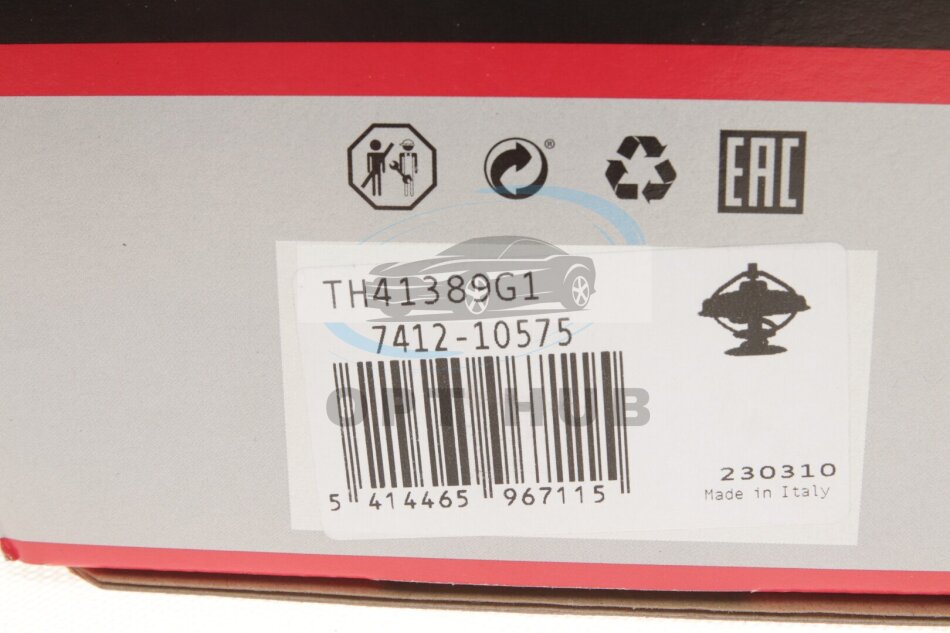 ®
EAC
TH41389G1
7412-10575
OPT HUB
5 414465 967115
230310
Made in Italy